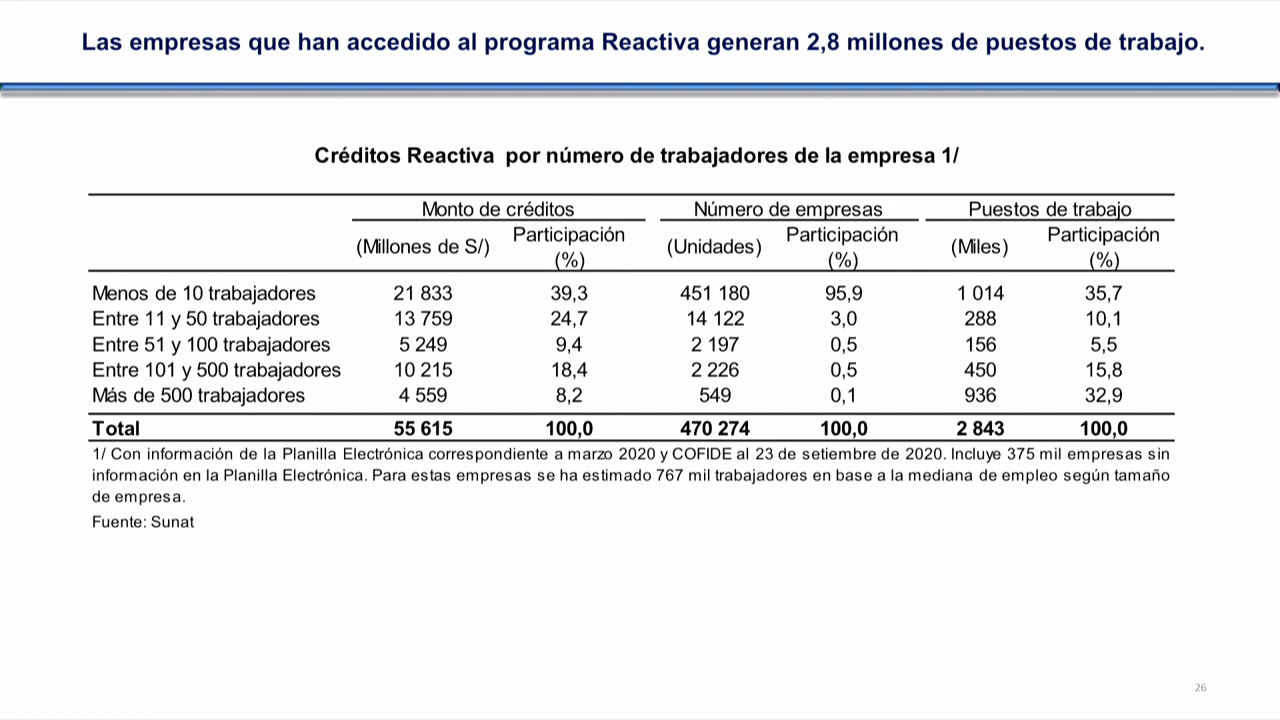 Las empresas que han accedido al programa Reactiva generan 2,8 millones de puestos de trabajo.
Créditos Reactiva por número de trabajadores de la empresa 1/
Monto de créditos Número de empresas Puestos de trabajo
(Millones de S/) Participación (%) (Unidades) Participación (%) (Miles) Participación (%)
Menos de 10 trabajadores 21 833 39,3 451 180 95,9 1 014 35,7
Entre 11 y 50 trabajadores 13 759 24,7 14 122 3,0 288 10,1
Entre 51 y 100 trabajadores 5 249 9,4 2 197 0,5 156 5,5
Entre 101 y 500 trabajadores 10 215 18,4 2 226 0,5 450 15,8
Más de 500 trabajadores 4 559 8,2 549 0,1 936 32,9
Total 55 615 100,0 470 274 100,0 2 843 100,0
1/ Con información de la Planilla Electrónica correspondiente a marzo 2020 y COFIDE al 23 de setiembre de 2020. Incluye 375 mil empresas sin
información en la Planilla Electrónica. Para estas empresas se ha estimado 767 mil trabajadores en base a la mediana de empleo según tamaño
de empresa.
Fuente: Sunat
26